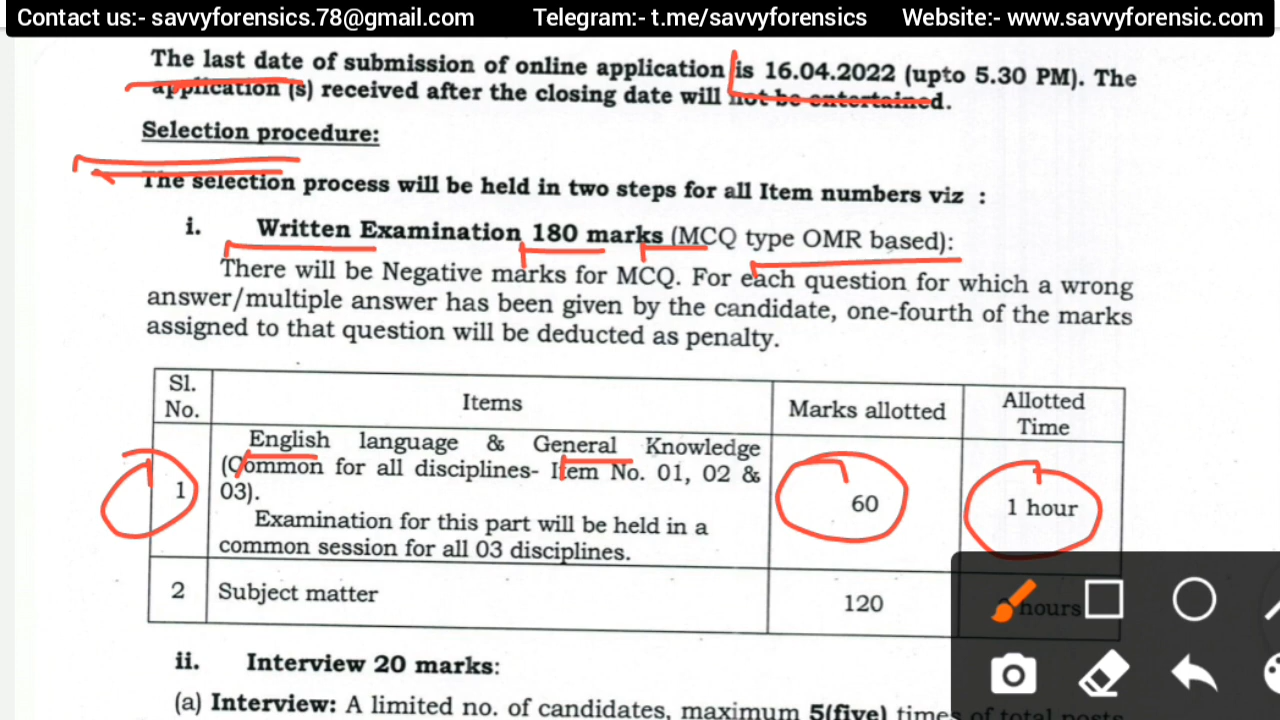 Contact us:- savvyforensics.78@gmail.com Telegram:- t.me/savvyforensics Website:- www.savvyforensic.com
The last date of submission of online application is 16.04.2022 (upto 5.30 PM). The
application (s) received after the closing date will not be entertained.
Selection procedure:
The selection process will be held in two steps for all Item numbers viz :
i. Written Examination 180 marks (MCQ type OMR based):
There will be Negative marks for MCQ. For each question for which a wrong
answer/multiple answer has been given by the candidate, one-fourth of the marks
assigned to that question will be deducted as penalty.
Sl. No. Items Marks allotted Allotted Time
1 English language & General Knowledge
(Common for all disciplines- Item No. 01, 02 &
03).
Examination for this part will be held in a
common session for all 03 disciplines.
60 1 hour
2 Subject matter 120 hours
ii. Interview 20 marks:
(a) Interview: A limited no. of candidates, maximum 5(five) times of total posts